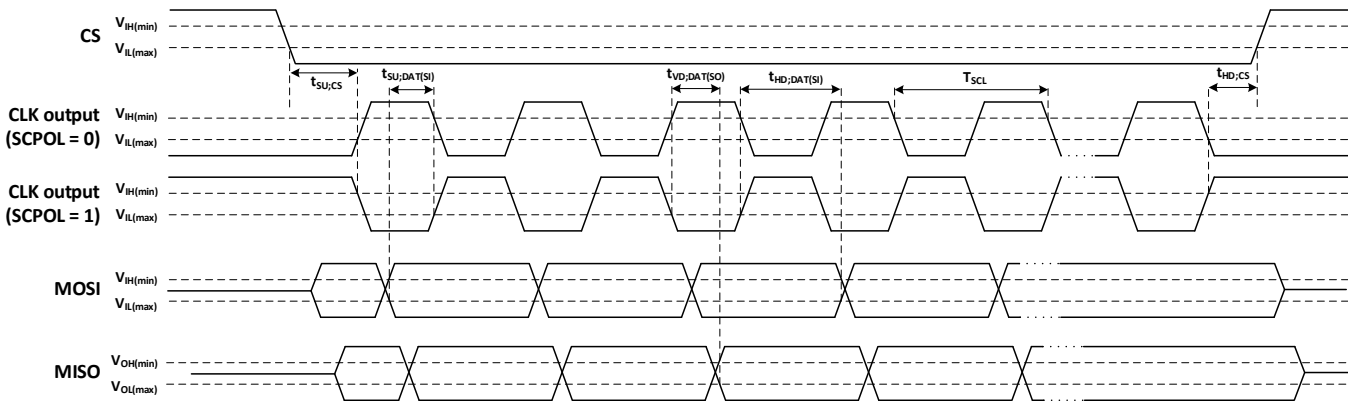 CS
VIH(min)
VIL(max)
tSU;CS
tSU;DAT(SI)
tVD;DAT(SO)
tHD;DAT(SI)
TSCL
tHD;CS
CLK output
(SCPOL = 0)
VIH(min)
VIL(max)
CLK output
(SCPOL = 1)
VIH(min)
VIL(max)
MOSI
VIH(min)
VIL(max)
MISO
VOH(min)
VOL(max)